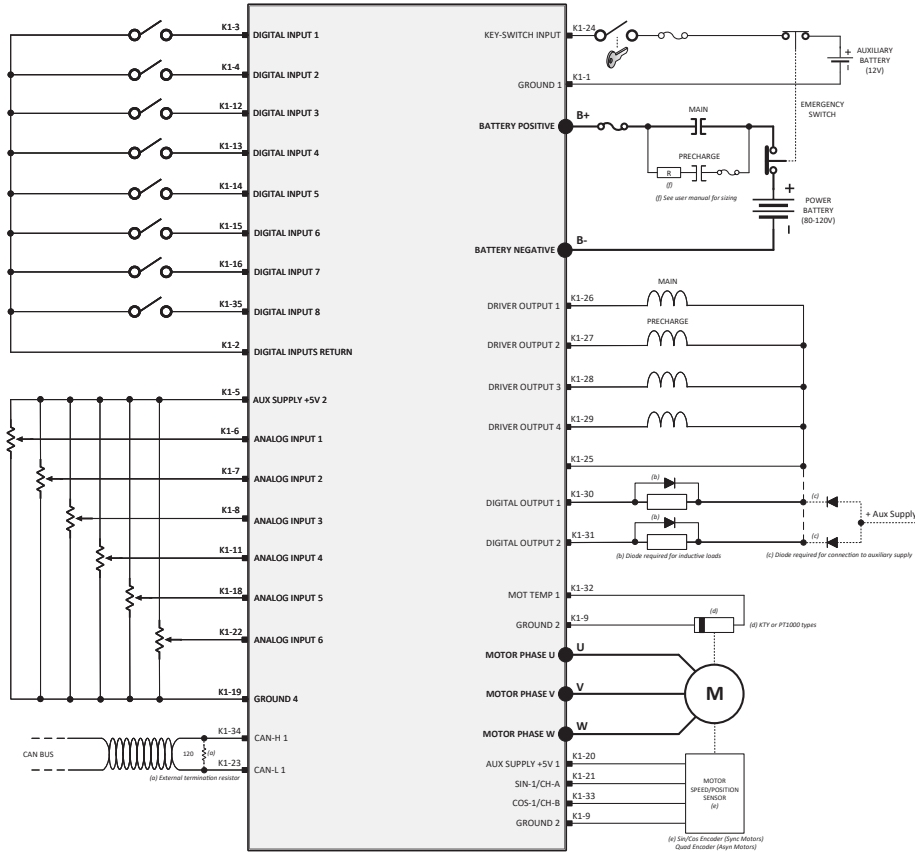 K1-3 DIGITAL INPUT 1
K1-4 DIGITAL INPUT 2
K1-12 DIGITAL INPUT 3
K1-13 DIGITAL INPUT 4
K1-14 DIGITAL INPUT 5
K1-15 DIGITAL INPUT 6
K1-16 DIGITAL INPUT 7
K1-35 DIGITAL INPUT 8
K1-2 DIGITAL INPUTS RETURN
K1-5 AUX SUPPLY +5V 2
K1-6 ANALOG INPUT 1
K1-7 ANALOG INPUT 2
K1-8 ANALOG INPUT 3
K1-11 ANALOG INPUT 4
K1-18 ANALOG INPUT 5
K1-22 ANALOG INPUT 6
K1-19 GROUND 4
K1-34 CAN-H 1
CAN BUS
120 (a)
K1-23 CAN-L 1
(a) External termination resistor
KEY-SWITCH INPUT K1-24
AUXILIARY
BATTERY
(12V)
+
-
GROUND 1 K1-1
EMERGENCY
SWITCH
BATTERY POSITIVE B+
MAIN
PRECHARGE
R
(f)
(f) See user manual for sizing
+
POWER
BATTERY
(80-120V)
-
BATTERY NEGATIVE B-
DRIVER OUTPUT 1 K1-26
MAIN
DRIVER OUTPUT 2 K1-27
PRECHARGE
DRIVER OUTPUT 3 K1-28
DRIVER OUTPUT 4 K1-29
K1-25
DIGITAL OUTPUT 1 K1-30
(b)
(c)
+ Aux Supply
DIGITAL OUTPUT 2 K1-31
(b)
(c)
(b) Diode required for inductive loads
(c) Diode required for connection to auxiliary supply
MOT TEMP 1 K1-32
GROUND 2 K1-9
(d)
(d) KTY or PT1000 types
MOTOR PHASE U U
MOTOR PHASE V V
M
MOTOR PHASE W W
AUX SUPPLY +5V 1 K1-20
SIN-1/CH-A K1-21
COS-1/CH-B K1-33
GROUND 2 K1-9
MOTOR
SPEED/POSITION
SENSOR
(e)
(e) Sin/Cos Encoder (Sync Motors)
Quad Encoder (Asyn Motors)